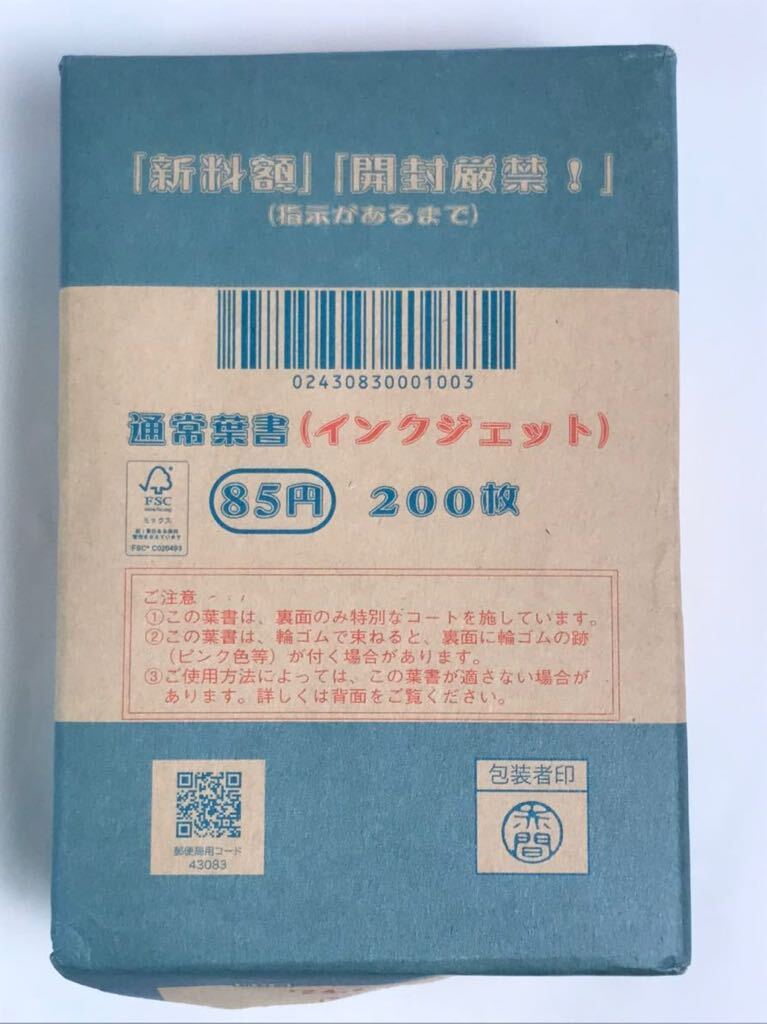 「新料額」「開封厳禁！」
(指示があるまで)
02430830001003
通常葉書(インクジェット)
FSC
www.fsc.org
ミックス
FSC® C020493
85円 200枚
ご注意
①この葉書は、裏面のみ特別なコートを施しています。
②この葉書は、輪ゴムで束ねると、裏面に輪ゴムの跡
(ピンク色等)が付く場合があります。
③ご使用方法によっては、この葉書が適さない場合が
あります。詳しくは背面をご覧ください。
郵便局用コード
43083
包装者印
赤間